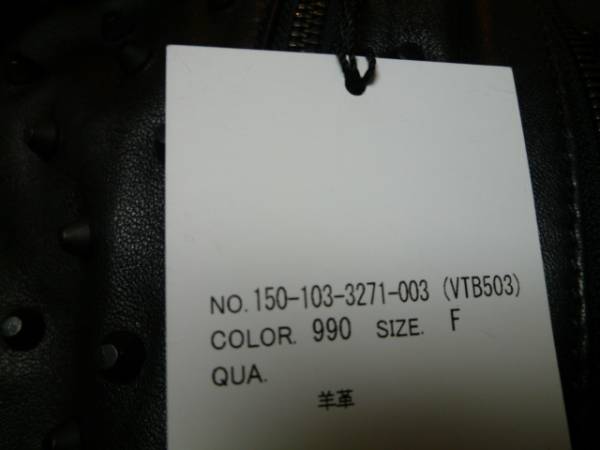 NO. 150-103-3271-003 (VTB503)
COLOR. 990 SIZE. F
QUA.
羊革